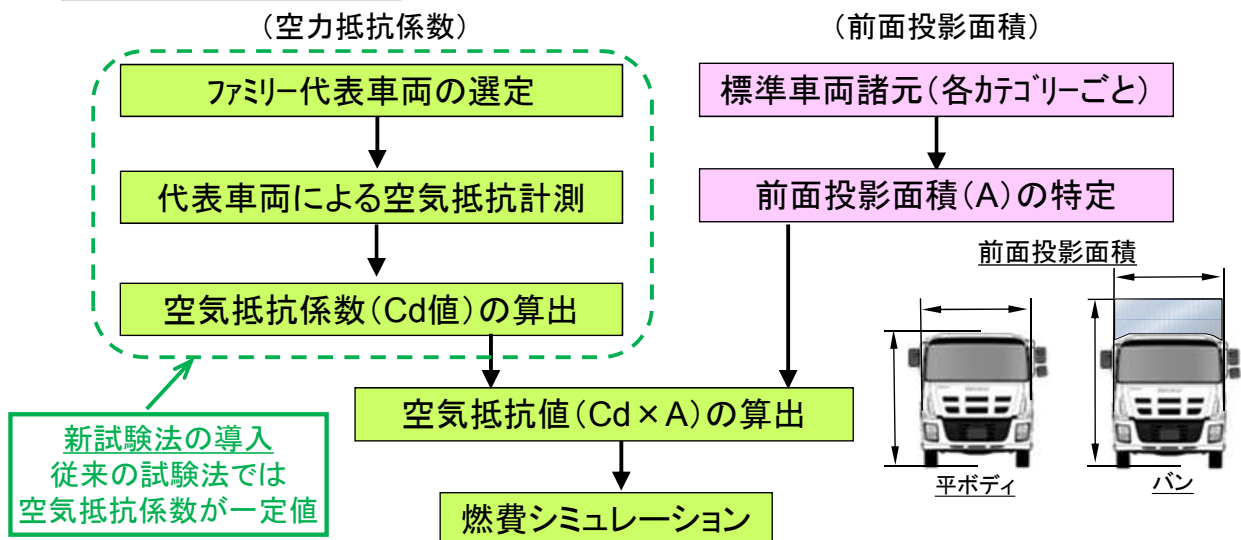 （空力抵抗係数）
ファミリー代表車両の選定
代表車両による空気抵抗計測
空気抵抗係数（Cd値）の算出
（前面投影面積）
標準車両諸元（各カテゴリーごと）
前面投影面積（A）の特定
空気抵抗値（Cd×A）の算出
燃費シミュレーション
新試験法の導入
従来の試験法では
空気抵抗係数が一定値
前面投影面積
平ボディ
バン